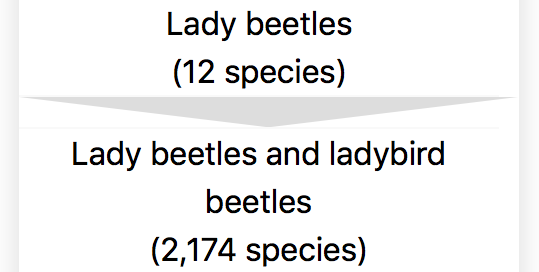 Lady beetles
(12 species)
Lady beetles and ladybird
beetles
(2,174 species)